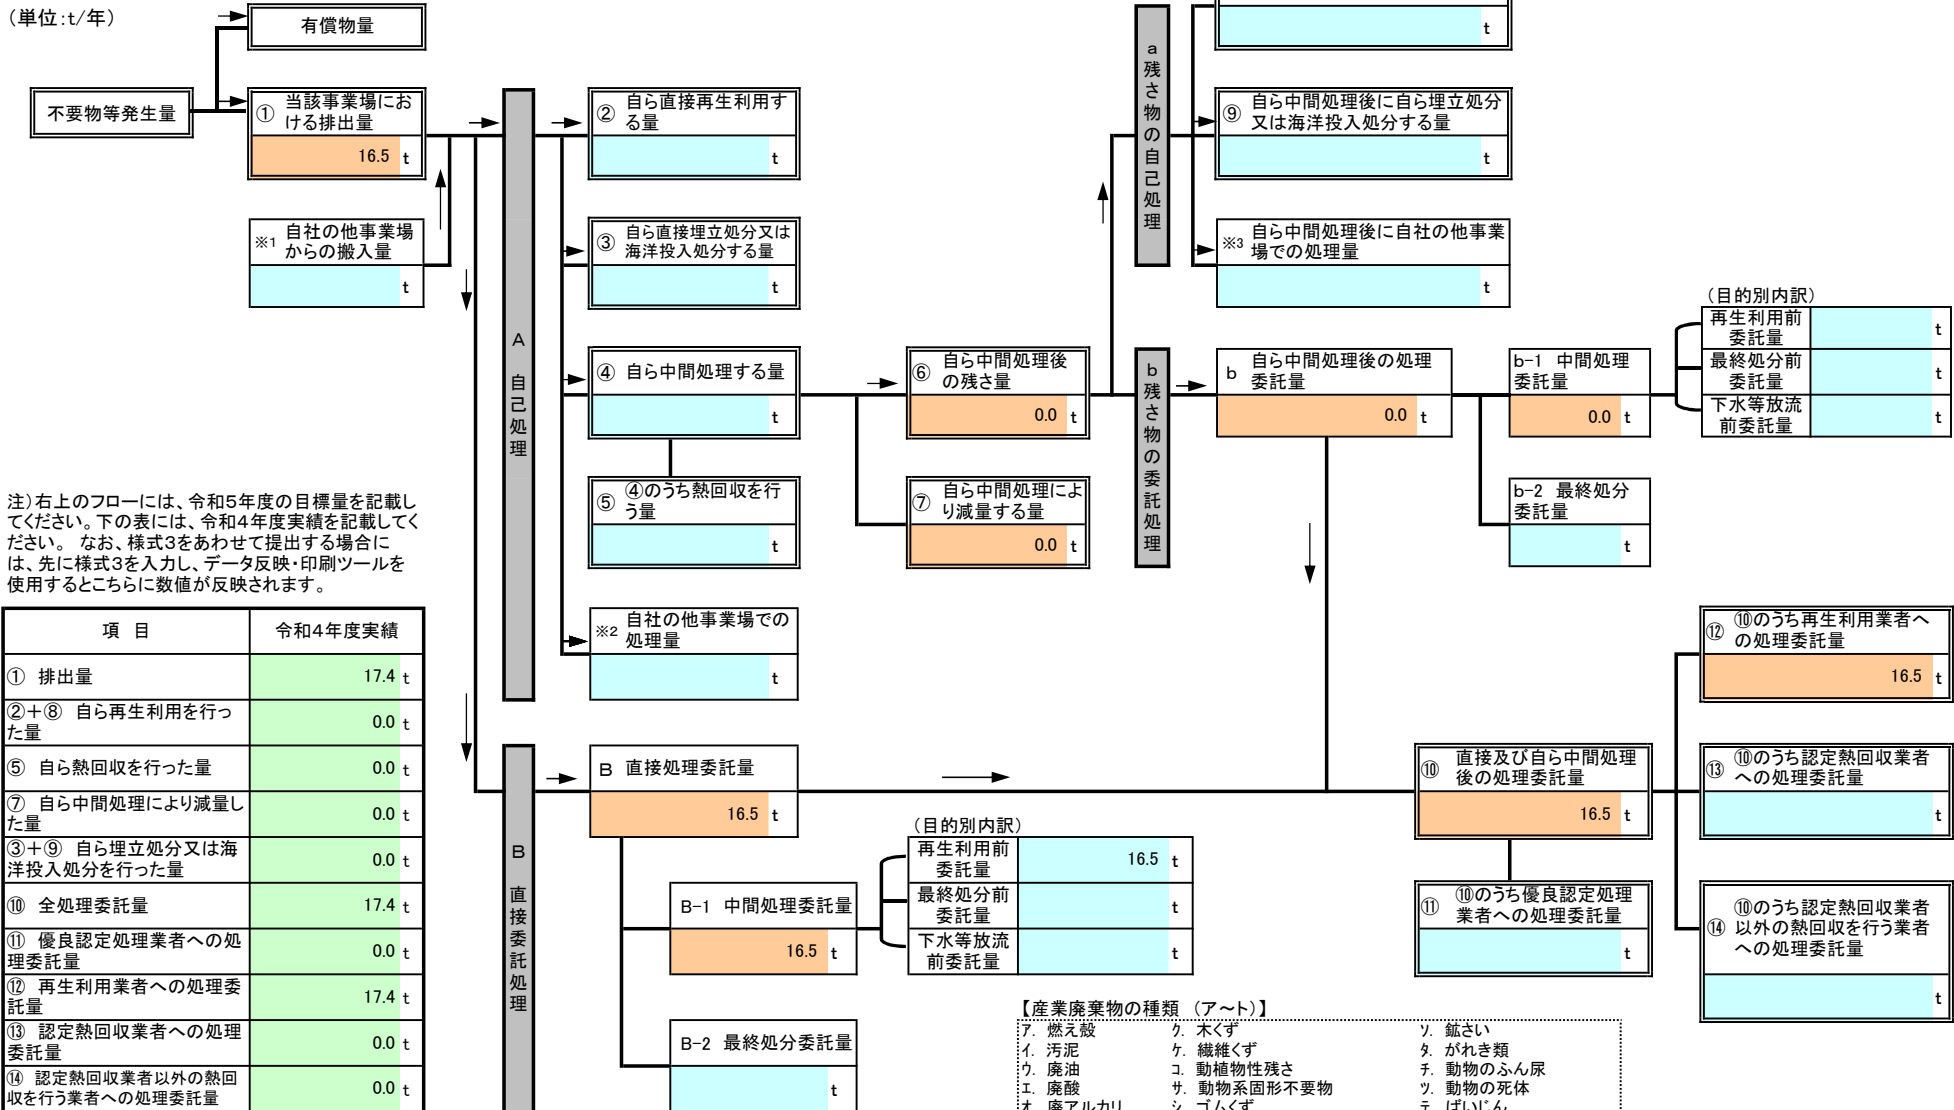 (単位:t/年)
有償物量
不要物等発生量
① 当該事業場にお
ける排出量
16.5 t
※1 自社の他事業場
からの搬入量
t
A 自己処理
② 自ら直接再生利用す
る量
t
③ 自ら直接埋立処分又は
海洋投入処分する量
t
④ 自ら中間処理する量
t
⑤ ④のうち熱回収を行
う量
t
※2 自社の他事業場での
処理量
t
⑥ 自ら中間処理後
の残さ量
0.0 t
⑦ 自ら中間処理によ
り減量する量
0.0 t
a 残さ物の自己処理
t
⑨ 自ら中間処理後に自ら埋立処分
又は海洋投入処分する量
t
※3 自ら中間処理後に自社の他事業
場での処理量
t
b 残さ物の委託処理
b 自ら中間処理後の処理
委託量
0.0 t
b-1 中間処理
委託量
0.0 t
(目的別内訳)
再生利用前
委託量
t
最終処分前
委託量
t
下水等放流
前委託量
t
b-2 最終処分
委託量
t
注)右上のフローには、令和5年度の目標量を記載し
てください。下の表には、令和4年度実績を記載してく
ださい。 なお、様式3をあわせて提出する場合に
は、先に様式3を入力し、データ反映・印刷ツールを
使用するとこちらに数値が反映されます。
項 目 令和4年度実績
① 排出量 17.4 t
②+⑧ 自ら再生利用を行っ
た量 0.0 t
⑤ 自ら熱回収を行った量 0.0 t
⑦ 自ら中間処理により減量し
た量 0.0 t
③+⑨ 自ら埋立処分又は海
洋投入処分を行った量 0.0 t
⑩ 全処理委託量 17.4 t
⑪ 優良認定処理業者への処
理委託量 0.0 t
⑫ 再生利用業者への処理委
託量 17.4 t
⑬ 認定熱回収業者への処理
委託量 0.0 t
⑭ 認定熱回収業者以外の熱回
収を行う業者への処理委託量 0.0 t
B 直接委託処理
B 直接処理委託量
16.5 t
B-1 中間処理委託量
16.5 t
(目的別内訳)
再生利用前
委託量
16.5 t
最終処分前
委託量
t
下水等放流
前委託量
t
B-2 最終処分委託量
t
⑩ 直接及び自ら中間処理
後の処理委託量
16.5 t
⑪ ⑩のうち優良認定処理
業者への処理委託量
t
⑫ ⑩のうち再生利用業者へ
の処理委託量
16.5 t
⑬ ⑩のうち認定熱回収業者
への処理委託量
t
⑭ ⑩のうち認定熱回収業者
以外の熱回収を行う業者
への処理委託量
t
【産業廃棄物の種類 (ア~ト)】
ア. 燃え殻 ク. 木くず ソ. 鉱さい
イ. 汚泥 ケ. 繊維くず タ. がれき類
ウ. 廃油 コ. 動植物性残さ チ. 動物のふん尿
エ. 廃酸 サ. 動物系固形不要物 ツ. 動物の死体
オ. 廃アルカリ シ. ゴムくず テ. ばいじん